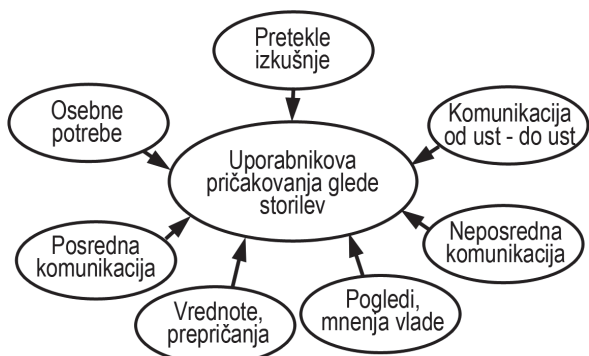 Pretekle
izkušnje
Osebne
potrebe
Komunikacija
od ust - do ust
Uporabnikova
pričakovanja glede
storilev
Posredna
komunikacija
Neposredna
komunikacija
Vrednote,
prepričanja
Pogledi,
mnenja vlade